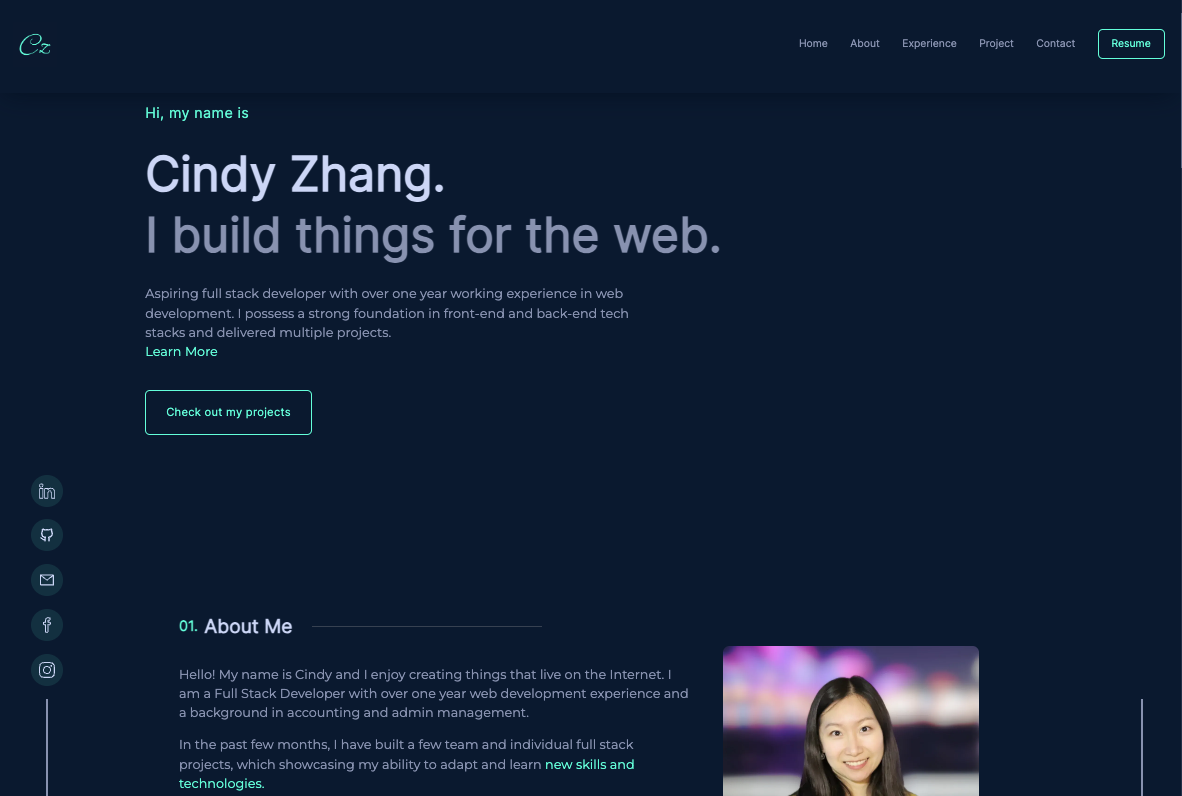 Cz
Home About Experience Project Contact Resume
Hi, my name is
Cindy Zhang.
I build things for the web.
Aspiring full stack developer with over one year working experience in web
development. I possess a strong foundation in front-end and back-end tech
stacks and delivered multiple projects.
Learn More
Check out my projects
in
f
01. About Me
Hello! My name is Cindy and I enjoy creating things that live on the Internet. I
am a Full Stack Developer with over one year web development experience and
a background in accounting and admin management.
In the past few months, I have built a few team and individual full stack
projects, which showcasing my ability to adapt and learn new skills and
technologies.